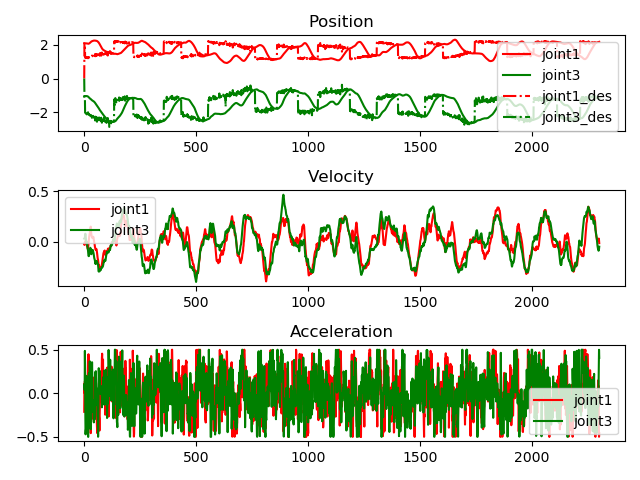 Position
2
0
−2
joint1
joint3
joint1_des
joint3_des
0 500 1000 1500 2000
Velocity
0.5
0.0
joint1
joint3
0 500 1000 1500 2000
Acceleration
0.5
0.0
−0.5
joint1
joint3
0 500 1000 1500 2000